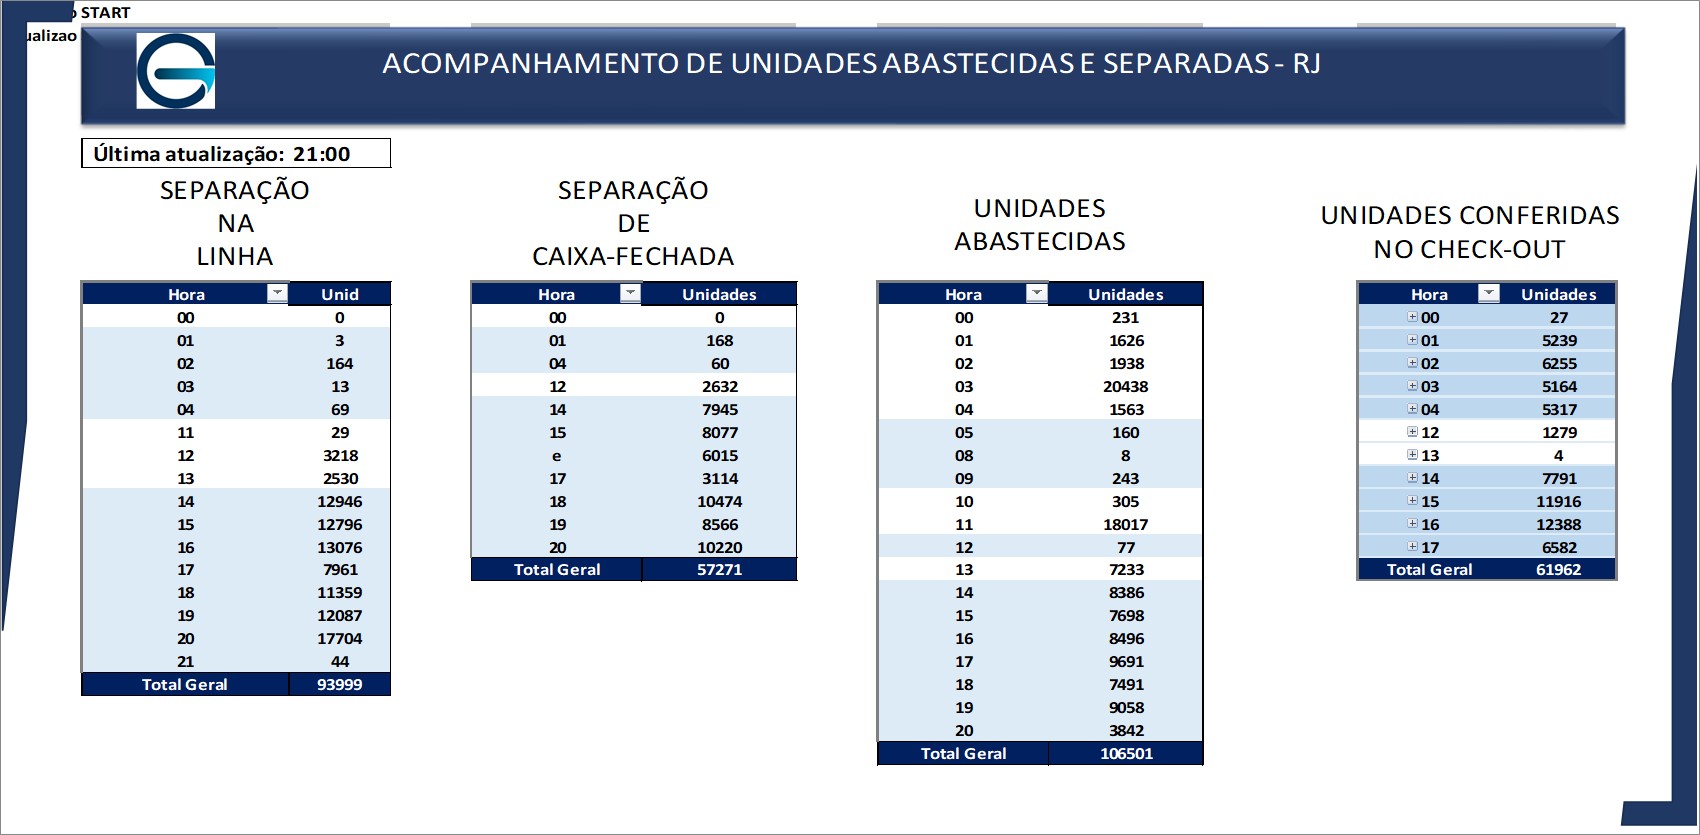 START
ualizao
ACOMPANHAMENTO DE UNIDADES ABASTECIDAS E SEPARADAS - RJ
Última atualização: 21:00
SEPARAÇÃO
NA
LINHA
Hora Unid
00 0
01 3
02 164
03 13
04 69
11 29
12 3218
13 2530
14 12946
15 12796
16 13076
17 7961
18 11359
19 12087
20 17704
21 44
Total Geral 93999
SEPARAÇÃO
DE
CAIXA-FECHADA
Hora Unidades
00 0
01 168
04 60
12 2632
14 7945
15 8077
e 6015
17 3114
18 10474
19 8566
20 10220
Total Geral 57271
UNIDADES
ABASTECIDAS
Hora Unidades
00 231
01 1626
02 1938
03 20438
04 1563
05 160
08 8
09 243
10 305
11 18017
12 77
13 7233
14 8386
15 7698
16 8496
17 9691
18 7491
19 9058
20 3842
Total Geral 106501
UNIDADES CONFERIDAS
NO CHECK-OUT
Hora Unidades
00 27
01 5239
02 6255
03 5164
04 5317
12 1279
13 4
14 7791
15 11916
16 12388
17 6582
Total Geral 61962